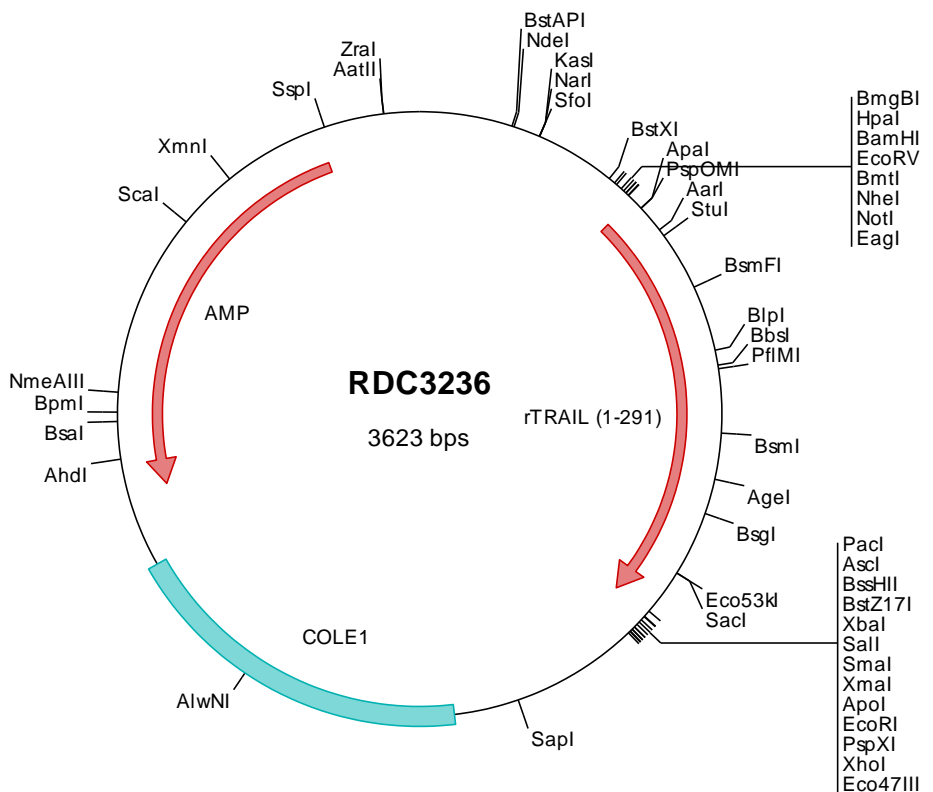 BstAPI
NdeI
ZraI
AatII
KasI
NarI
SfoI
SspI
BmgBI
HpaI
BamHI
EcoRV
BmtI
NheI
NotI
EagI
BstXI
ApaI
PspOMI
AarI
StuI
XmnI
ScaI
BsmFI
AMP
BlpI
BbsI
PflMI
RDC3236
3623 bps
rTRAIL (1-291)
NmeAIII
BpmI
BsaI
AhdI
BsmI
AgeI
BsgI
Eco53kI
SacI
PacI
AscI
BssHII
BstZ17I
XbaI
SalI
SmaI
XmaI
ApoI
EcoRI
PspXI
XhoI
Eco47III
COLE1
AlwNI
SapI